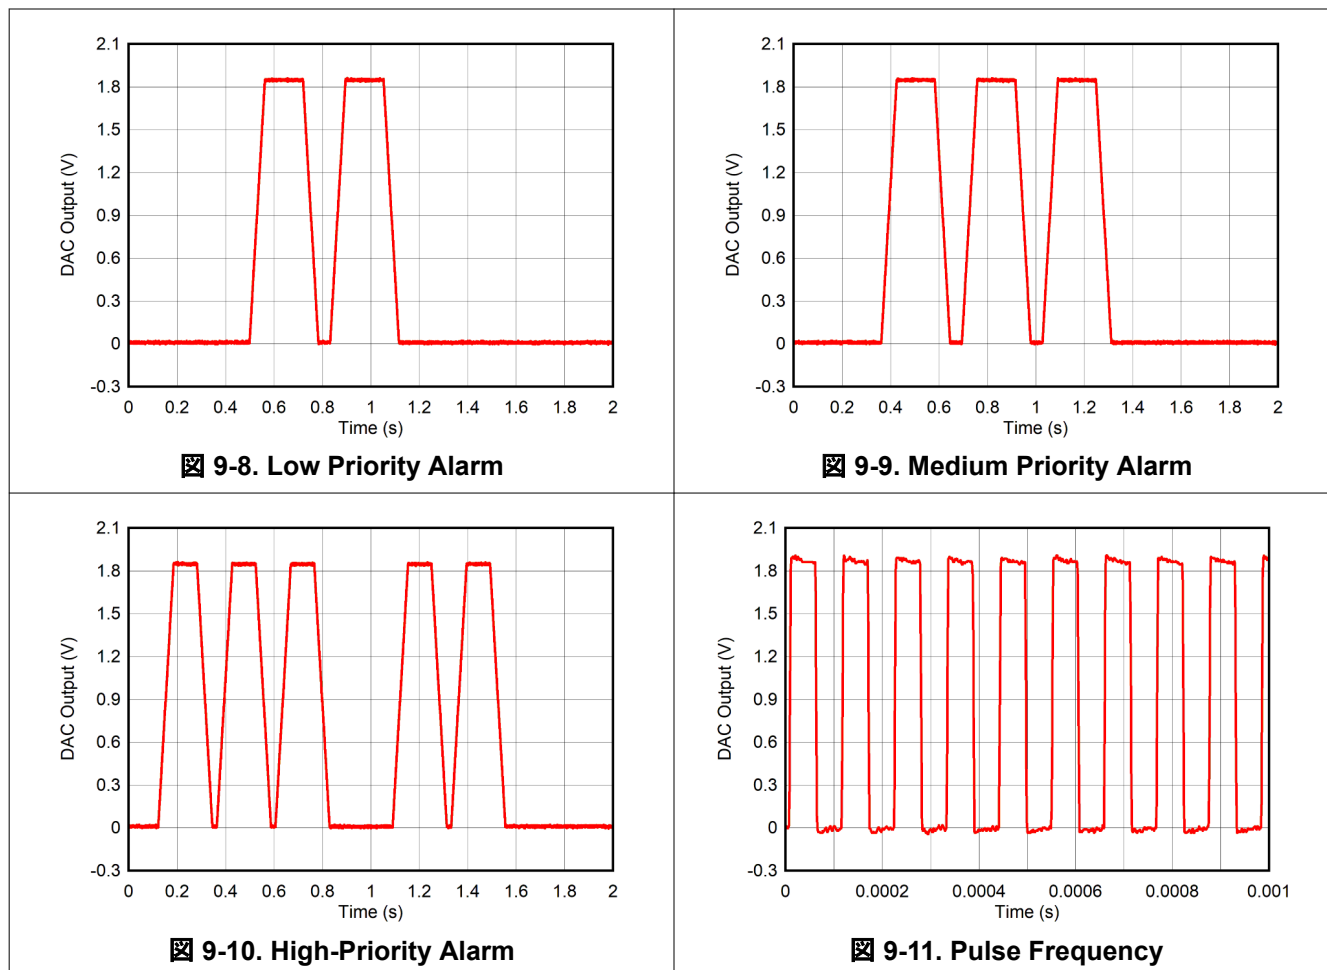 2.1
1.8
1.5
1.2
0.9
0.6
0.3
0
-0.3
DAC Output (V)
0 0.2 0.4 0.6 0.8 1 1.2 1.4 1.6 1.8 2
Time (s)
図 9-8. Low Priority Alarm
2.1
1.8
1.5
1.2
0.9
0.6
0.3
0
-0.3
DAC Output (V)
0 0.2 0.4 0.6 0.8 1 1.2 1.4 1.6 1.8 2
Time (s)
図 9-9. Medium Priority Alarm
2.1
1.8
1.5
1.2
0.9
0.6
0.3
0
-0.3
DAC Output (V)
0 0.2 0.4 0.6 0.8 1 1.2 1.4 1.6 1.8 2
Time (s)
図 9-10. High-Priority Alarm
2.1
1.8
1.5
1.2
0.9
0.6
0.3
0
-0.3
DAC Output (V)
0 0.0002 0.0004 0.0006 0.0008 0.001
Time (s)
図 9-11. Pulse Frequency